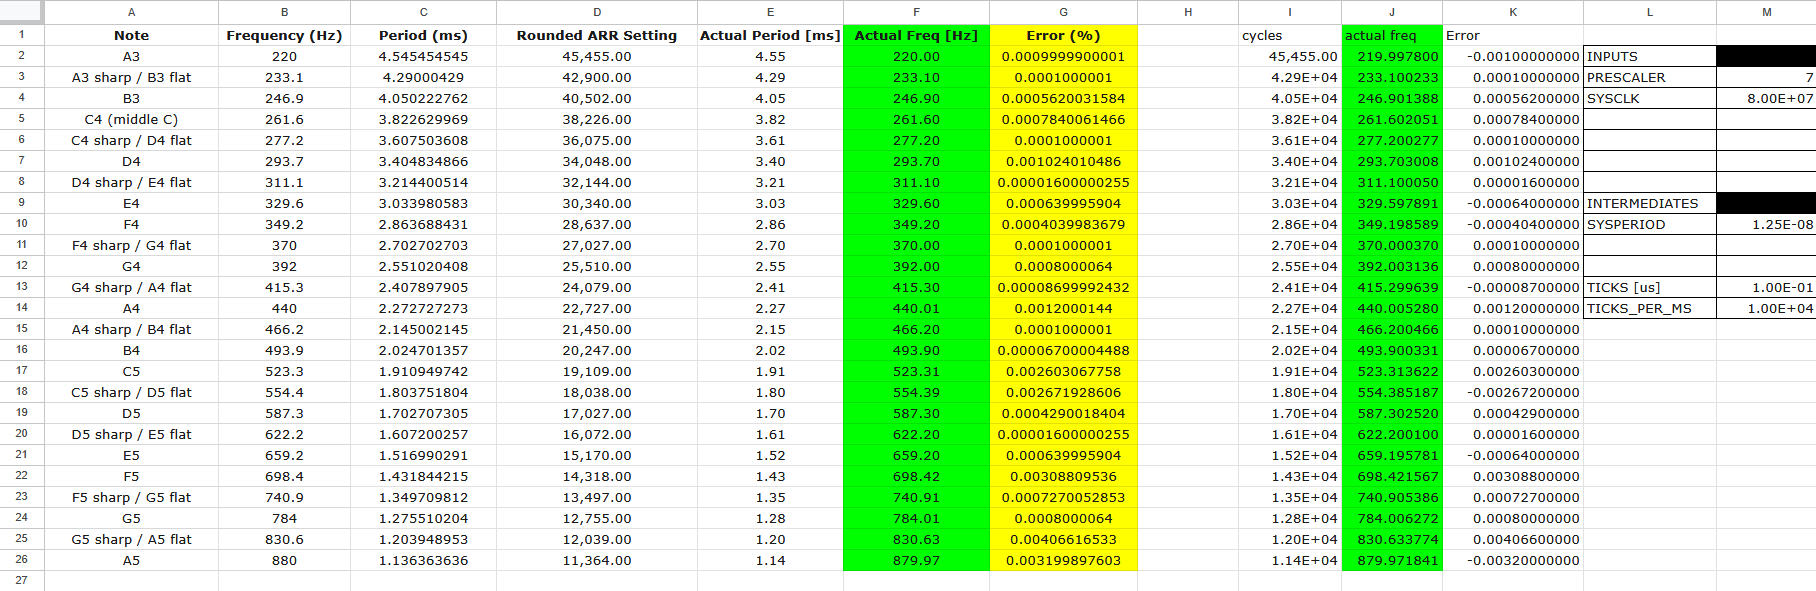 A B C D E F G H I J K L M
1 Note Frequency (Hz) Period (ms) Rounded ARR Setting Actual Period [ms] Actual Freq [Hz] Error (%) cycles actual freq Error
2 A3 220 4.545454545 45,455.00 4.55 220.00 0.0009999900001 45,455.00 219.997800 -0.00100000000 INPUTS
3 A3 sharp / B3 flat 233.1 4.29000429 42,900.00 4.29 233.10 0.0001000001 4.29E+04 233.100233 0.00010000000 PRESCALER 7
4 B3 246.9 4.050222762 40,502.00 4.05 246.90 0.0005620031584 4.05E+04 246.901388 0.00056200000 SYSCLK 8.00E+07
5 C4 (middle C) 261.6 3.822629969 38,226.00 3.82 261.60 0.0007840061466 3.82E+04 261.602051 0.00078400000
6 C4 sharp / D4 flat 277.2 3.607503608 36,075.00 3.61 277.20 0.0001000001 3.61E+04 277.200277 0.00010000000
7 D4 293.7 3.404834866 34,048.00 3.40 293.70 0.001024010486 3.40E+04 293.703008 0.00102400000
8 D4 sharp / E4 flat 311.1 3.214400514 32,144.00 3.21 311.10 0.00001600000255 3.21E+04 311.100050 0.00001600000
9 E4 329.6 3.033980583 30,340.00 3.03 329.60 0.000639995904 3.03E+04 329.597891 -0.00064000000 INTERMEDIATES
10 F4 349.2 2.863688431 28,637.00 2.86 349.20 0.0004039983679 2.86E+04 349.198589 -0.00040400000 SYSPERIOD 1.25E-08
11 F4 sharp / G4 flat 370 2.702702703 27,027.00 2.70 370.00 0.0001000001 2.70E+04 370.000370 0.00010000000
12 G4 392 2.551020408 25,510.00 2.55 392.00 0.0008000064 2.55E+04 392.003136 0.00080000000
13 G4 sharp / A4 flat 415.3 2.407897905 24,079.00 2.41 415.30 0.00008699992432 2.41E+04 415.299639 -0.00008700000 TICKS [us] 1.00E-01
14 A4 440 2.272727273 22,727.00 2.27 440.01 0.0012000144 2.27E+04 440.005280 0.00120000000 TICKS_PER_MS 1.00E+04
15 A4 sharp / B4 flat 466.2 2.145002145 21,450.00 2.15 466.20 0.0001000001 2.15E+04 466.200466 0.00010000000
16 B4 493.9 2.024701357 20,247.00 2.02 493.90 0.00006700004488 2.02E+04 493.900331 0.00006700000
17 C5 523.3 1.910949742 19,109.00 1.91 523.31 0.002603067758 1.91E+04 523.313622 0.00260300000
18 C5 sharp / D5 flat 554.4 1.803751804 18,038.00 1.80 554.39 0.002671928606 1.80E+04 554.385187 -0.00267200000
19 D5 587.3 1.702707305 17,027.00 1.70 587.30 0.0004290018404 1.70E+04 587.302520 0.00042900000
20 D5 sharp / E5 flat 622.2 1.607200257 16,072.00 1.61 622.20 0.00001600000255 1.61E+04 622.200100 0.00001600000
21 E5 659.2 1.516990291 15,170.00 1.52 659.20 0.000639995904 1.52E+04 659.195781 -0.00064000000
22 F5 698.4 1.431844215 14,318.00 1.43 698.42 0.00308809536 1.43E+04 698.421567 0.00308800000
23 F5 sharp / G5 flat 740.9 1.349709812 13,497.00 1.35 740.91 0.0007270052853 1.35E+04 740.905386 0.00072700000
24 G5 784 1.275510204 12,755.00 1.28 784.01 0.0008000064 1.28E+04 784.006272 0.00080000000
25 G5 sharp / A5 flat 830.6 1.203948953 12,039.00 1.20 830.63 0.00406616533 1.20E+04 830.633774 0.00406600000
26 A5 880 1.136363636 11,364.00 1.14 879.97 0.003199897603 1.14E+04 879.971841 -0.00320000000
27